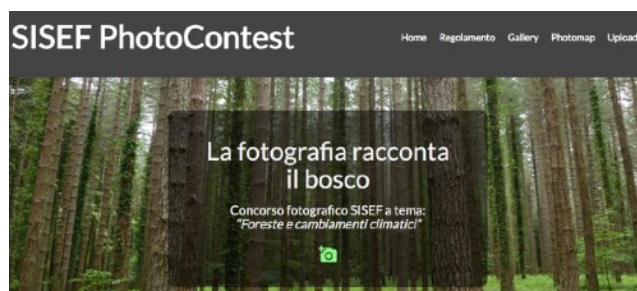 SISEF PhotoContest
Home Regolamento Gallery Photomap Upload
La fotografia racconta
il bosco
Concorso fotografico SISEF a tema:
"Foreste e cambiamenti climatici"